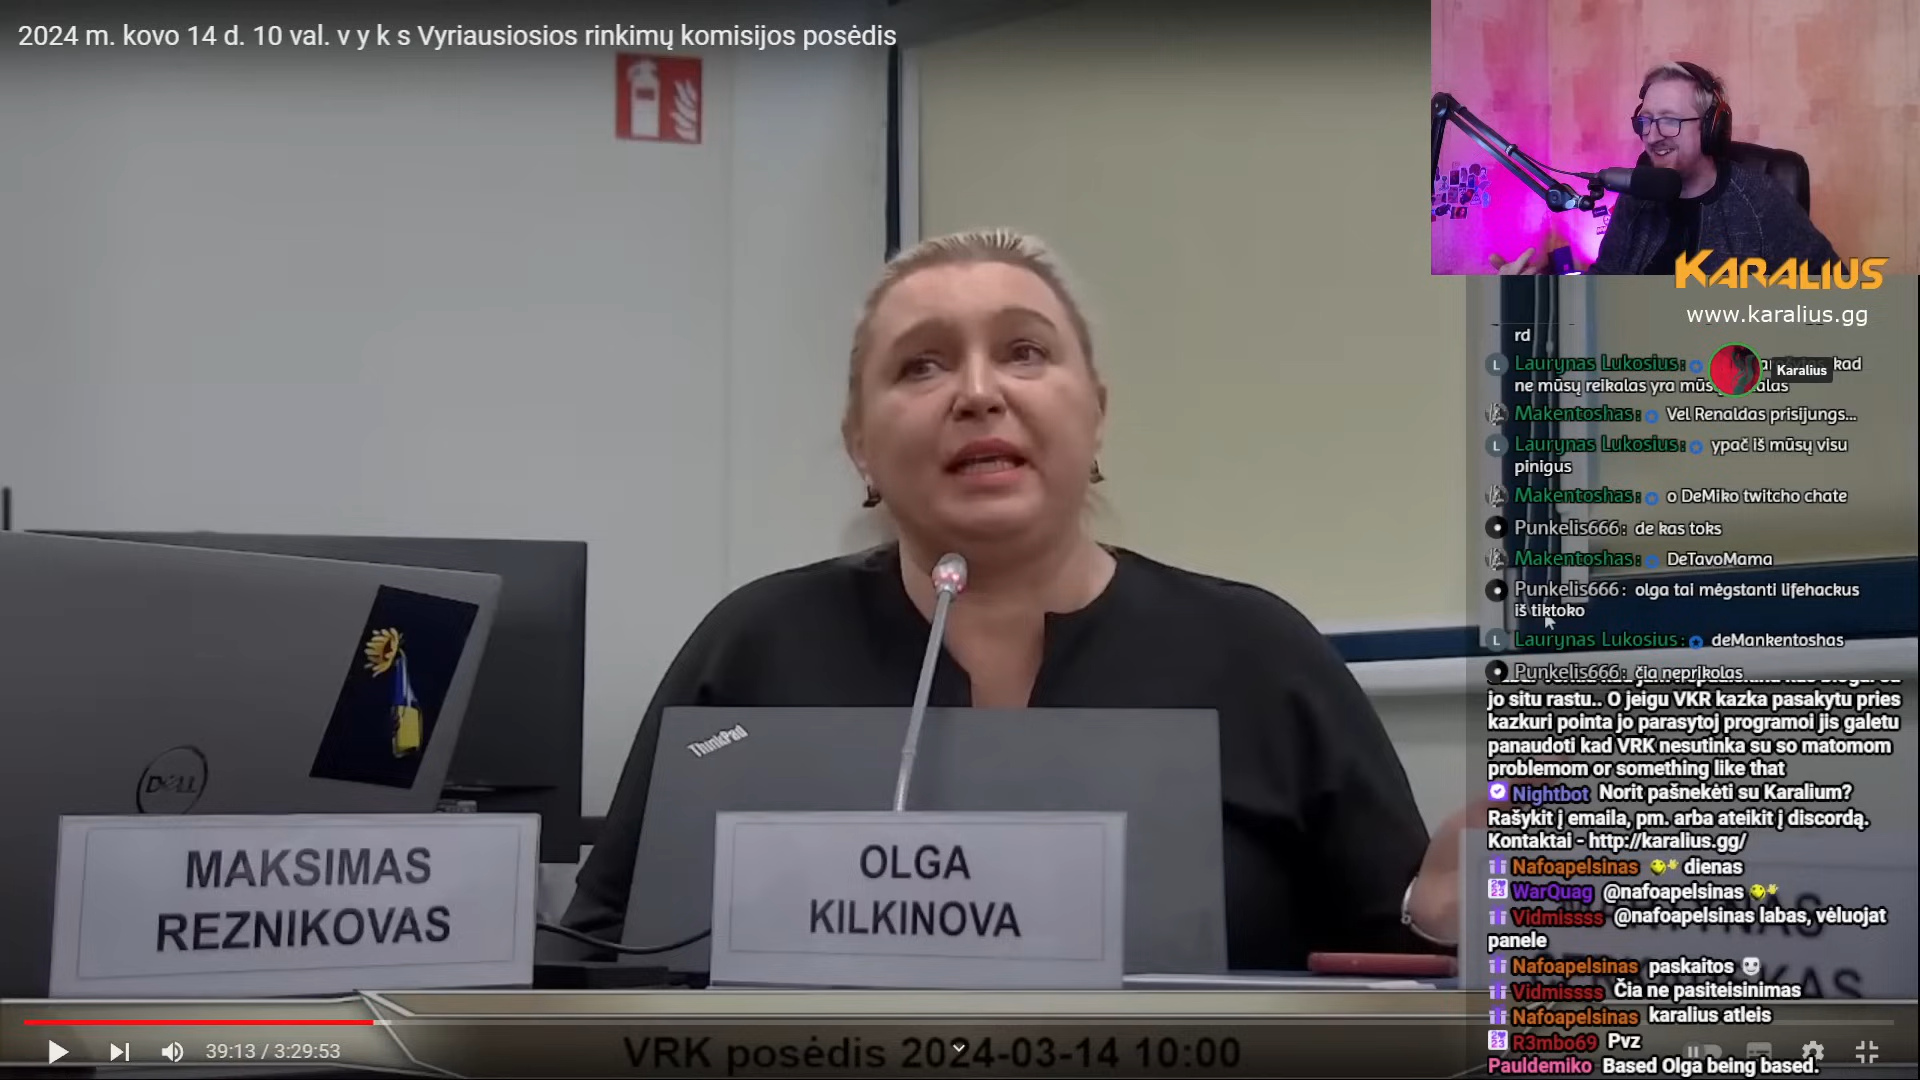 2024 m. kovo 14 d. 10 val. v y k s Vyriausiosios rinkimų komisijos posėdis
KARALIUS
www.karalius.gg
rd
Laurynas Lukosius: kad
ne mūsų reikalas yra
Karalius
Makentoshas: Vel Renaldas prisijungs...
Laurynas Lukosius: ypač iš mūsų visu
pinigus
Makentoshas: o DeMiko twitcho chate
Punkelis666: de kas toks
Makentoshas: DeTavoMama
Punkelis666: olga tai mėgstanti lifehackus
iš tiktoko
Laurynas Lukosius: deMankentoshas
Punkelis666: čia neprikolas
jo situ rastu.. O jeigu VKR kazka pasakytu pries
kazkuri pointa jo parasytoj programoi jis galetu
panaudoti kad VRK nesutinka su so matomom
problemom or something like that
Nightbot Norit pašnekėti su Karalium?
Rašykit į emaila, pm. arba ateikit į discordą.
Kontaktai - http://karalius.gg/
Nafoapelsinas dienas
WarQuag @nafoapelsinas
Vidmissss @nafoapelsinas labas, vėluojat
panele
Nafoapelsinas paskaitos
Vidmissss Čia ne pasiteisinimas
Nafoapelsinas karalius atleis
R3mbo69 Pvz
Pauldemiko Based Olga being based.
ThinkPad
DELL
MAKSIMAS
REZNIKOVAS
OLGA
KILKINOVA
39:13 / 3:29:53
VRK posėdis 2024-03-14 10:00